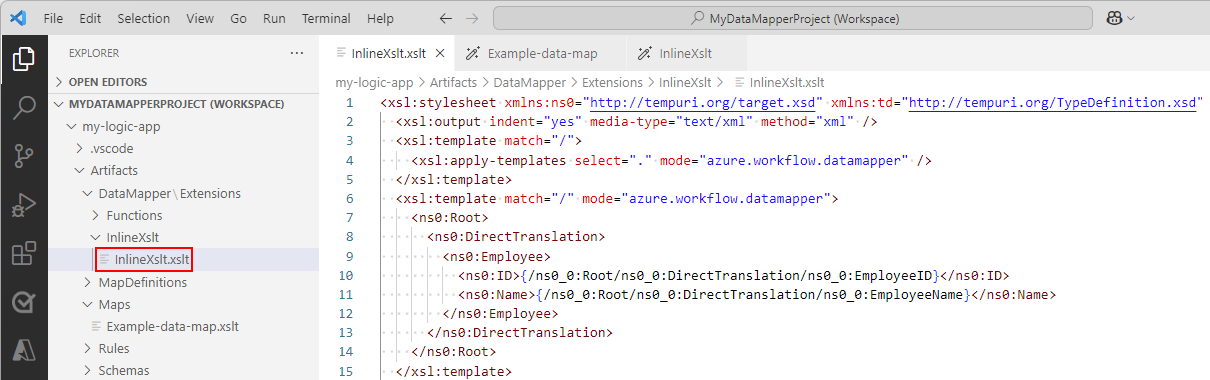 File Edit Selection View Go Run Terminal Help MyDataMapperProject (Workspace)
EXPLORER
OPEN EDITORS
MYDATAMAPPERPROJECT (WORKSPACE)
my-logic-app
.vscode
Artifacts
DataMapper\Extensions
Functions
InlineXslt
InlineXslt.xslt
MapDefinitions
Maps
Example-data-map.xslt
Rules
Schemas
InlineXslt.xslt Example-data-map InlineXslt
my-logic-app > Artifacts > DataMapper > Extensions > InlineXslt > InlineXslt.xslt
1 <xsl:stylesheet xmlns:ns0="http://tempuri.org/target.xsd" xmlns:td="http://tempuri.org/TypeDefinition.xsd"
2 <xsl:output indent="yes" media-type="text/xml" method="xml" />
3 <xsl:template match="/">
4 <xsl:apply-templates select="." mode="azure.workflow.datamapper" />
5 </xsl:template>
6 <xsl:template match="/" mode="azure.workflow.datamapper">
7 <ns0:Root>
8 <ns0:DirectTranslation>
9 <ns0:Employee>
10 <ns0:ID>{/ns0_0:Root/ns0_0:DirectTranslation/ns0_0:EmployeeID}</ns0:ID>
11 <ns0:Name>{/ns0_0:Root/ns0_0:DirectTranslation/ns0_0:EmployeeName}</ns0:Name>
12 </ns0:Employee>
13 </ns0:DirectTranslation>
14 </ns0:Root>
15 </xsl:template>